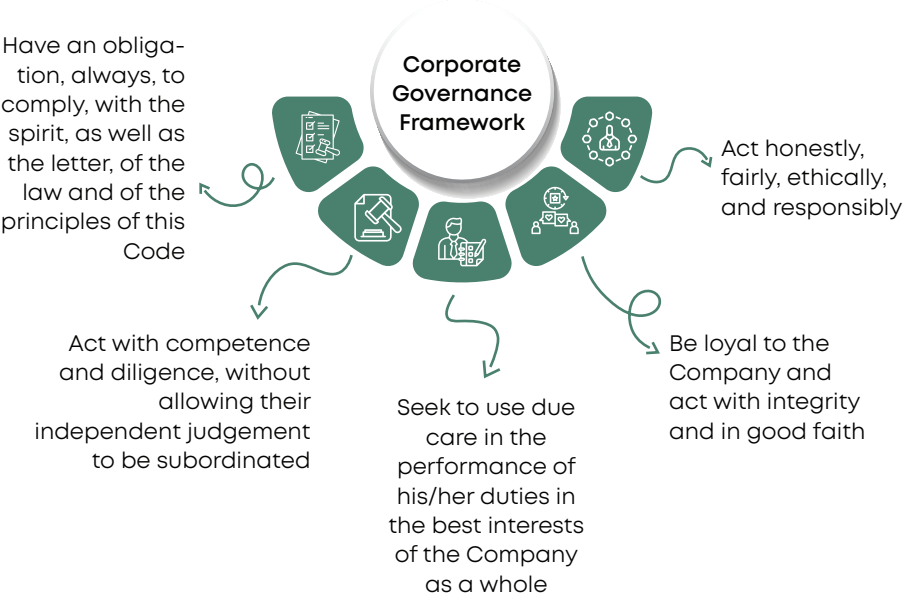 Corporate
Governance
Framework
Have an obliga-
tion, always, to
comply, with the
spirit, as well as
the letter, of the
law and of the
principles of this
Code
Act with competence
and diligence, without
allowing their
independent judgement
to be subordinated
Seek to use due
care in the
performance of
his/her duties in
the best interests
of the Company
as a whole
Be loyal to the
Company and
act with integrity
and in good faith
Act honestly,
fairly, ethically,
and responsibly